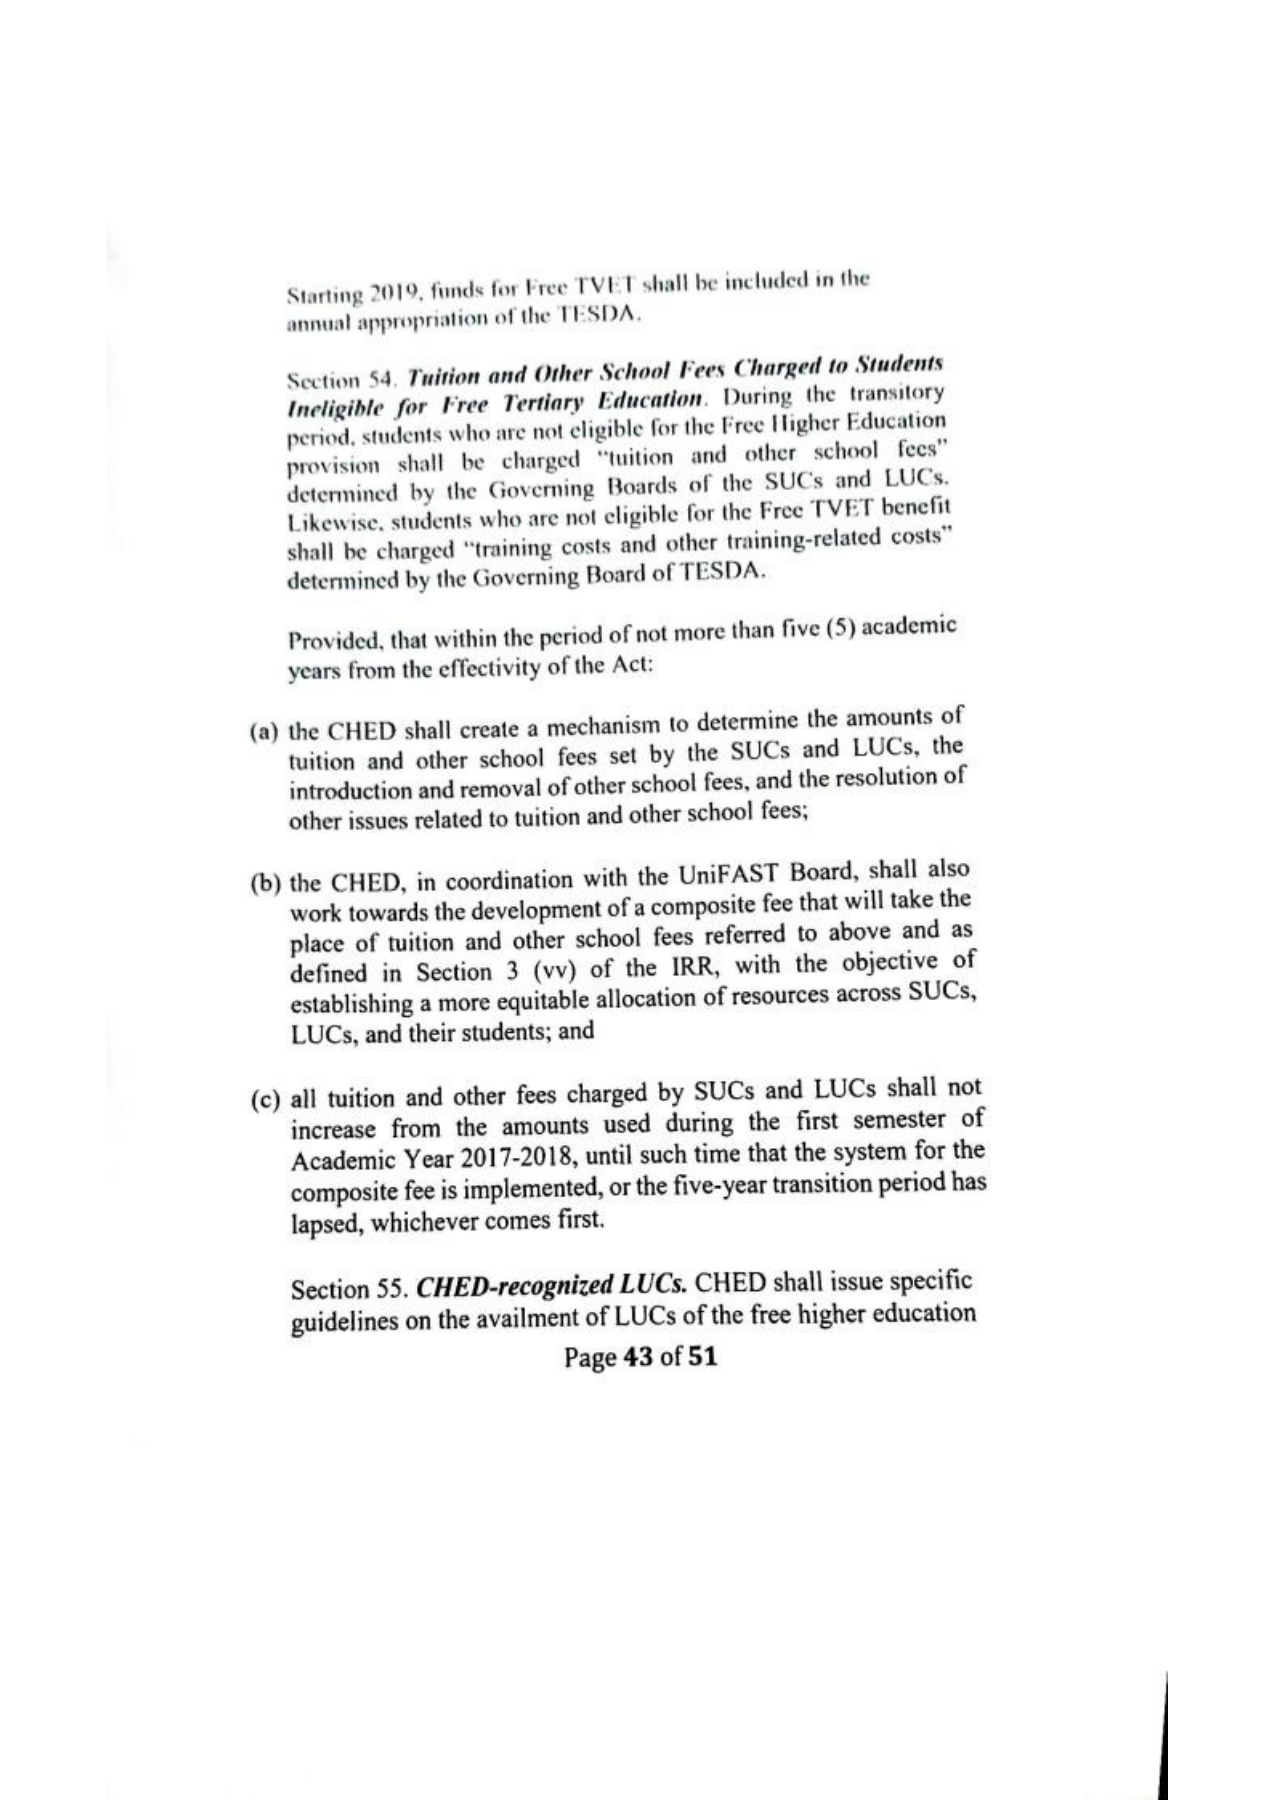 Starting 2019, funds for Free TVET shall be included in the
annual appropriation of the TESDA.
Section 54. Tuition and Other School Fees Charged to Students
Ineligible for Free Tertiary Education. During the transitory
period, students who are not eligible for the Free Higher Education
provision shall be charged “tuition and other school fees”
determined by the Governing Boards of the SUCs and LUCs.
Likewise, students who are not eligible for the Free TVET benefit
shall be charged “training costs and other training-related costs”
determined by the Governing Board of TESDA.
Provided, that within the period of not more than five (5) academic
years from the effectivity of the Act:
(a) the CHED shall create a mechanism to determine the amounts of
tuition and other school fees set by the SUCs and LUCs, the
introduction and removal of other school fees, and the resolution of
other issues related to tuition and other school fees;
(b) the CHED, in coordination with the UniFAST Board, shall also
work towards the development of a composite fee that will take the
place of tuition and other school fees referred to above and as
defined in Section 3 (vv) of the IRR, with the objective of
establishing a more equitable allocation of resources across SUCs,
LUCs, and their students; and
(c) all tuition and other fees charged by SUCs and LUCs shall not
increase from the amounts used during the first semester of
Academic Year 2017-2018, until such time that the system for the
composite fee is implemented, or the five-year transition period has
lapsed, whichever comes first.
Section 55. CHED-recognized LUCs. CHED shall issue specific
guidelines on the availment of LUCs of the free higher education
Page 43 of 51